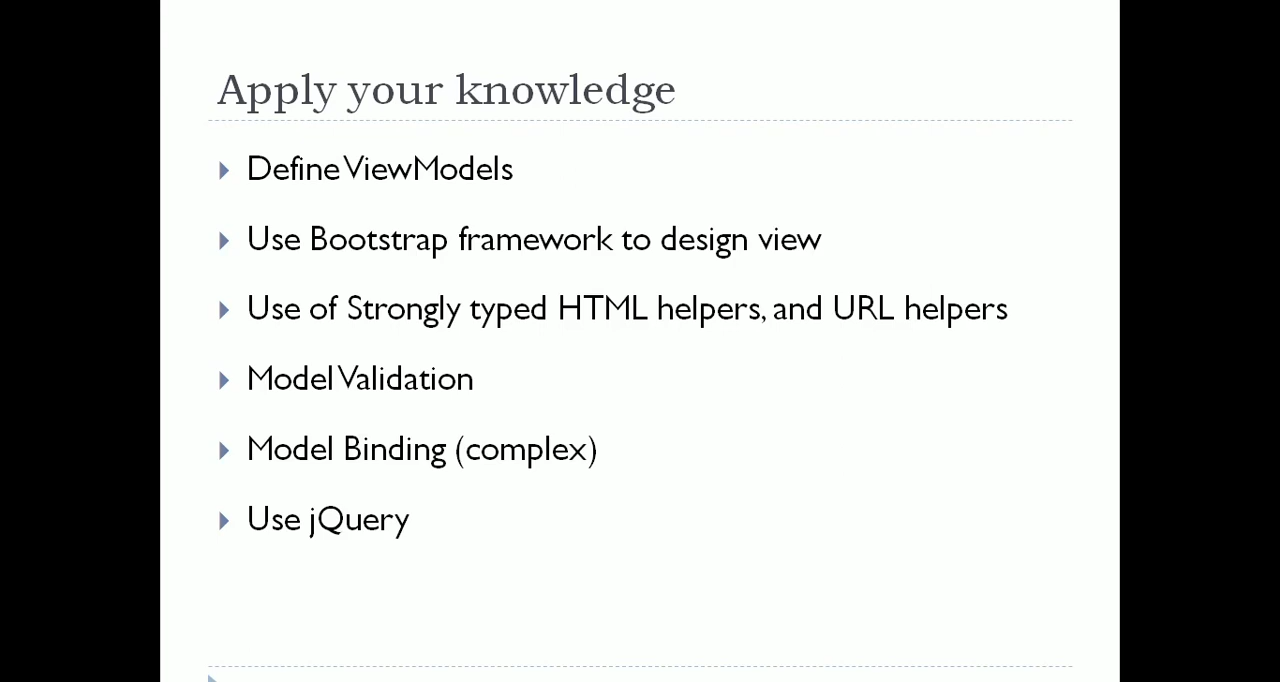 Apply your knowledge
Define ViewModels
Use Bootstrap framework to design view
Use of Strongly typed HTML helpers, and URL helpers
Model Validation
Model Binding (complex)
Use jQuery